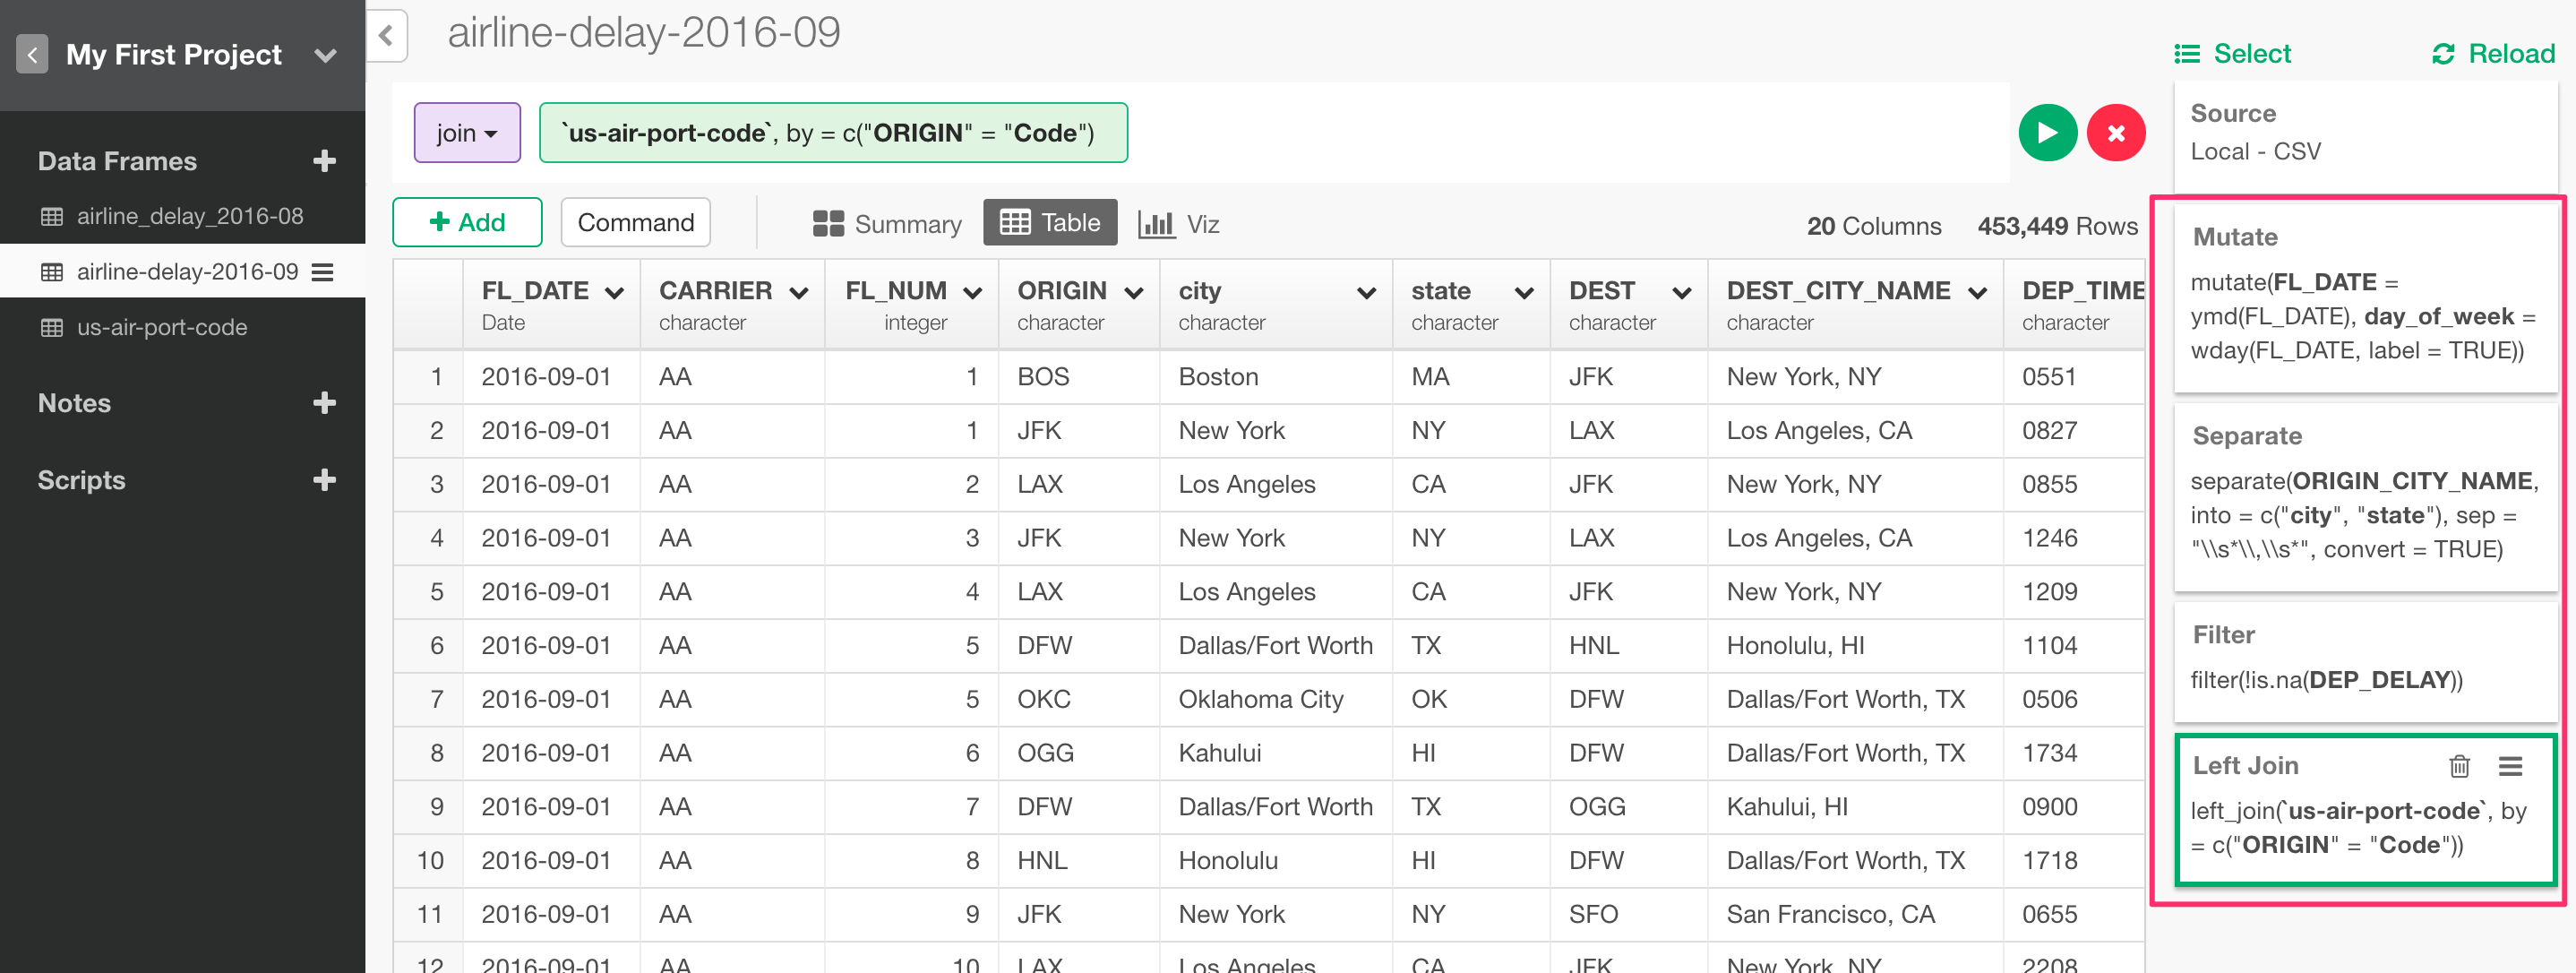 My First Project
Data Frames
airline_delay_2016-08
airline-delay-2016-09
us-air-port-code
Notes
Scripts
airline-delay-2016-09
join
`us-air-port-code`, by = c("ORIGIN" = "Code")
Add
Command
Summary
Table
Viz
20 Columns 453,449 Rows
FL_DATE CARRIER FL_NUM ORIGIN city state DEST DEST_CITY_NAME DEP_TIME
Date character integer character character character character character character
1 2016-09-01 AA 1 BOS Boston MA JFK New York, NY 0551
2 2016-09-01 AA 1 JFK New York NY LAX Los Angeles, CA 0827
3 2016-09-01 AA 2 LAX Los Angeles CA JFK New York, NY 0855
4 2016-09-01 AA 3 JFK New York NY LAX Los Angeles, CA 1246
5 2016-09-01 AA 4 LAX Los Angeles CA JFK New York, NY 1209
6 2016-09-01 AA 5 DFW Dallas/Fort Worth TX HNL Honolulu, HI 1104
7 2016-09-01 AA 5 OKC Oklahoma City OK DFW Dallas/Fort Worth, TX 0506
8 2016-09-01 AA 6 OGG Kahului HI DFW Dallas/Fort Worth, TX 1734
9 2016-09-01 AA 7 DFW Dallas/Fort Worth TX OGG Kahului, HI 0900
10 2016-09-01 AA 8 HNL Honolulu HI DFW Dallas/Fort Worth, TX 1718
11 2016-09-01 AA 9 JFK New York NY SFO San Francisco, CA 0655
12 2016-09-01 AA 10 LAX Los Angeles CA JFK New York, NY 2208
Select
Reload
Source
Local - CSV
Mutate
mutate(FL_DATE =
ymd(FL_DATE), day_of_week =
wday(FL_DATE, label = TRUE))
Separate
separate(ORIGIN_CITY_NAME,
into = c("city", "state"), sep =
"\\s*\\,\\s*", convert = TRUE)
Filter
filter(!is.na(DEP_DELAY))
Left Join
left_join(`us-air-port-code`, by
= c("ORIGIN" = "Code"))